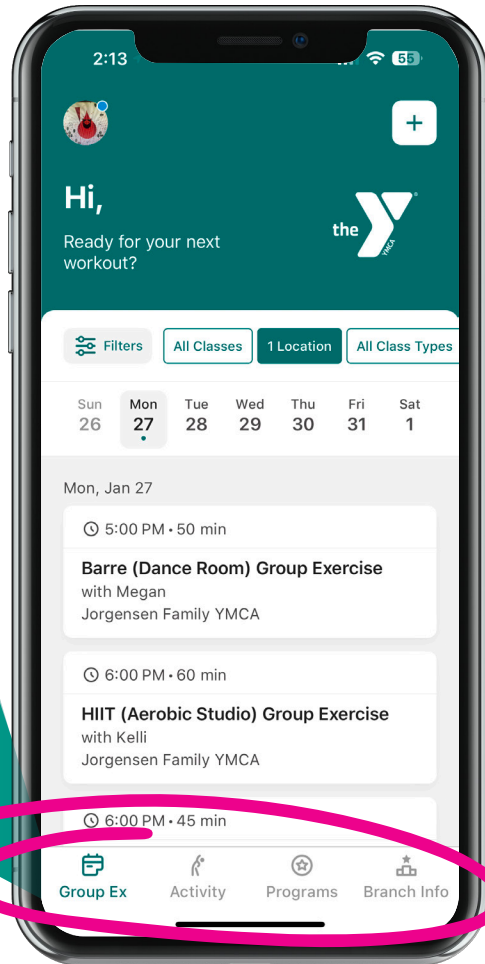 2:13
55
+
Hi,
Ready for your next
workout?
the
YMCA
Filters
All Classes
1 Location
All Class Types
Sun Mon Tue Wed Thu Fri Sat
26 27 28 29 30 31 1
Mon, Jan 27
5:00 PM • 50 min
Barre (Dance Room) Group Exercise
with Megan
Jorgensen Family YMCA
6:00 PM • 60 min
HIIT (Aerobic Studio) Group Exercise
with Kelli
Jorgensen Family YMCA
6:00 PM • 45 min
Group Ex
Activity
Programs
Branch Info